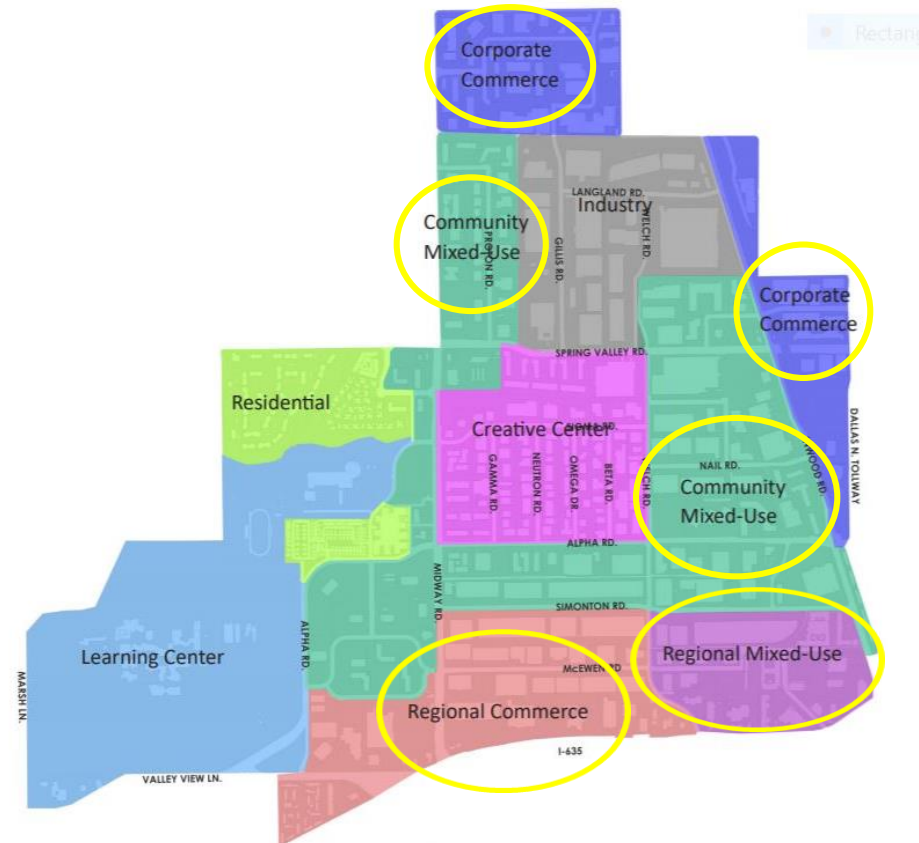 Rectang
Corporate
Commerce
LANGLAND RD.
Industry
WELCH RD.
Community
Mixed-Use
PROTON RD.
GILLIS RD.
Corporate
Commerce
SPRING VALLEY RD.
Residential
Creative Center
SIGMA RD.
GAMMA RD.
NEUTRON RD.
OMEGA DR.
BETA RD.
WELCH RD.
NAIL RD.
Community
Mixed-Use
WOOD RD.
DALLAS N. TOLLWAY
ALPHA RD.
MIDWAY RD.
SIMONTON RD.
ALPHA RD.
Learning Center
McEWEN RD
Regional Mixed-Use
MARSH LN.
Regional Commerce
I-635
VALLEY VIEW LN.